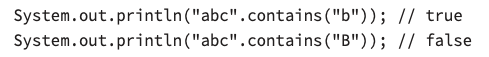 System.out.println("abc".contains("b")); // true
System.out.println("abc".contains("B")); // false